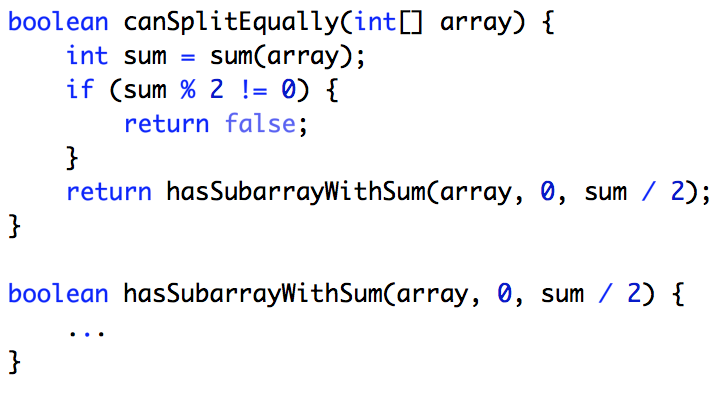 boolean canSplitEqually(int[] array) {
    int sum = sum(array);
    if (sum % 2 != 0) {
        return false;
    }
    return hasSubarrayWithSum(array, 0, sum / 2);
}

boolean hasSubarrayWithSum(array, 0, sum / 2) {
    ...
}